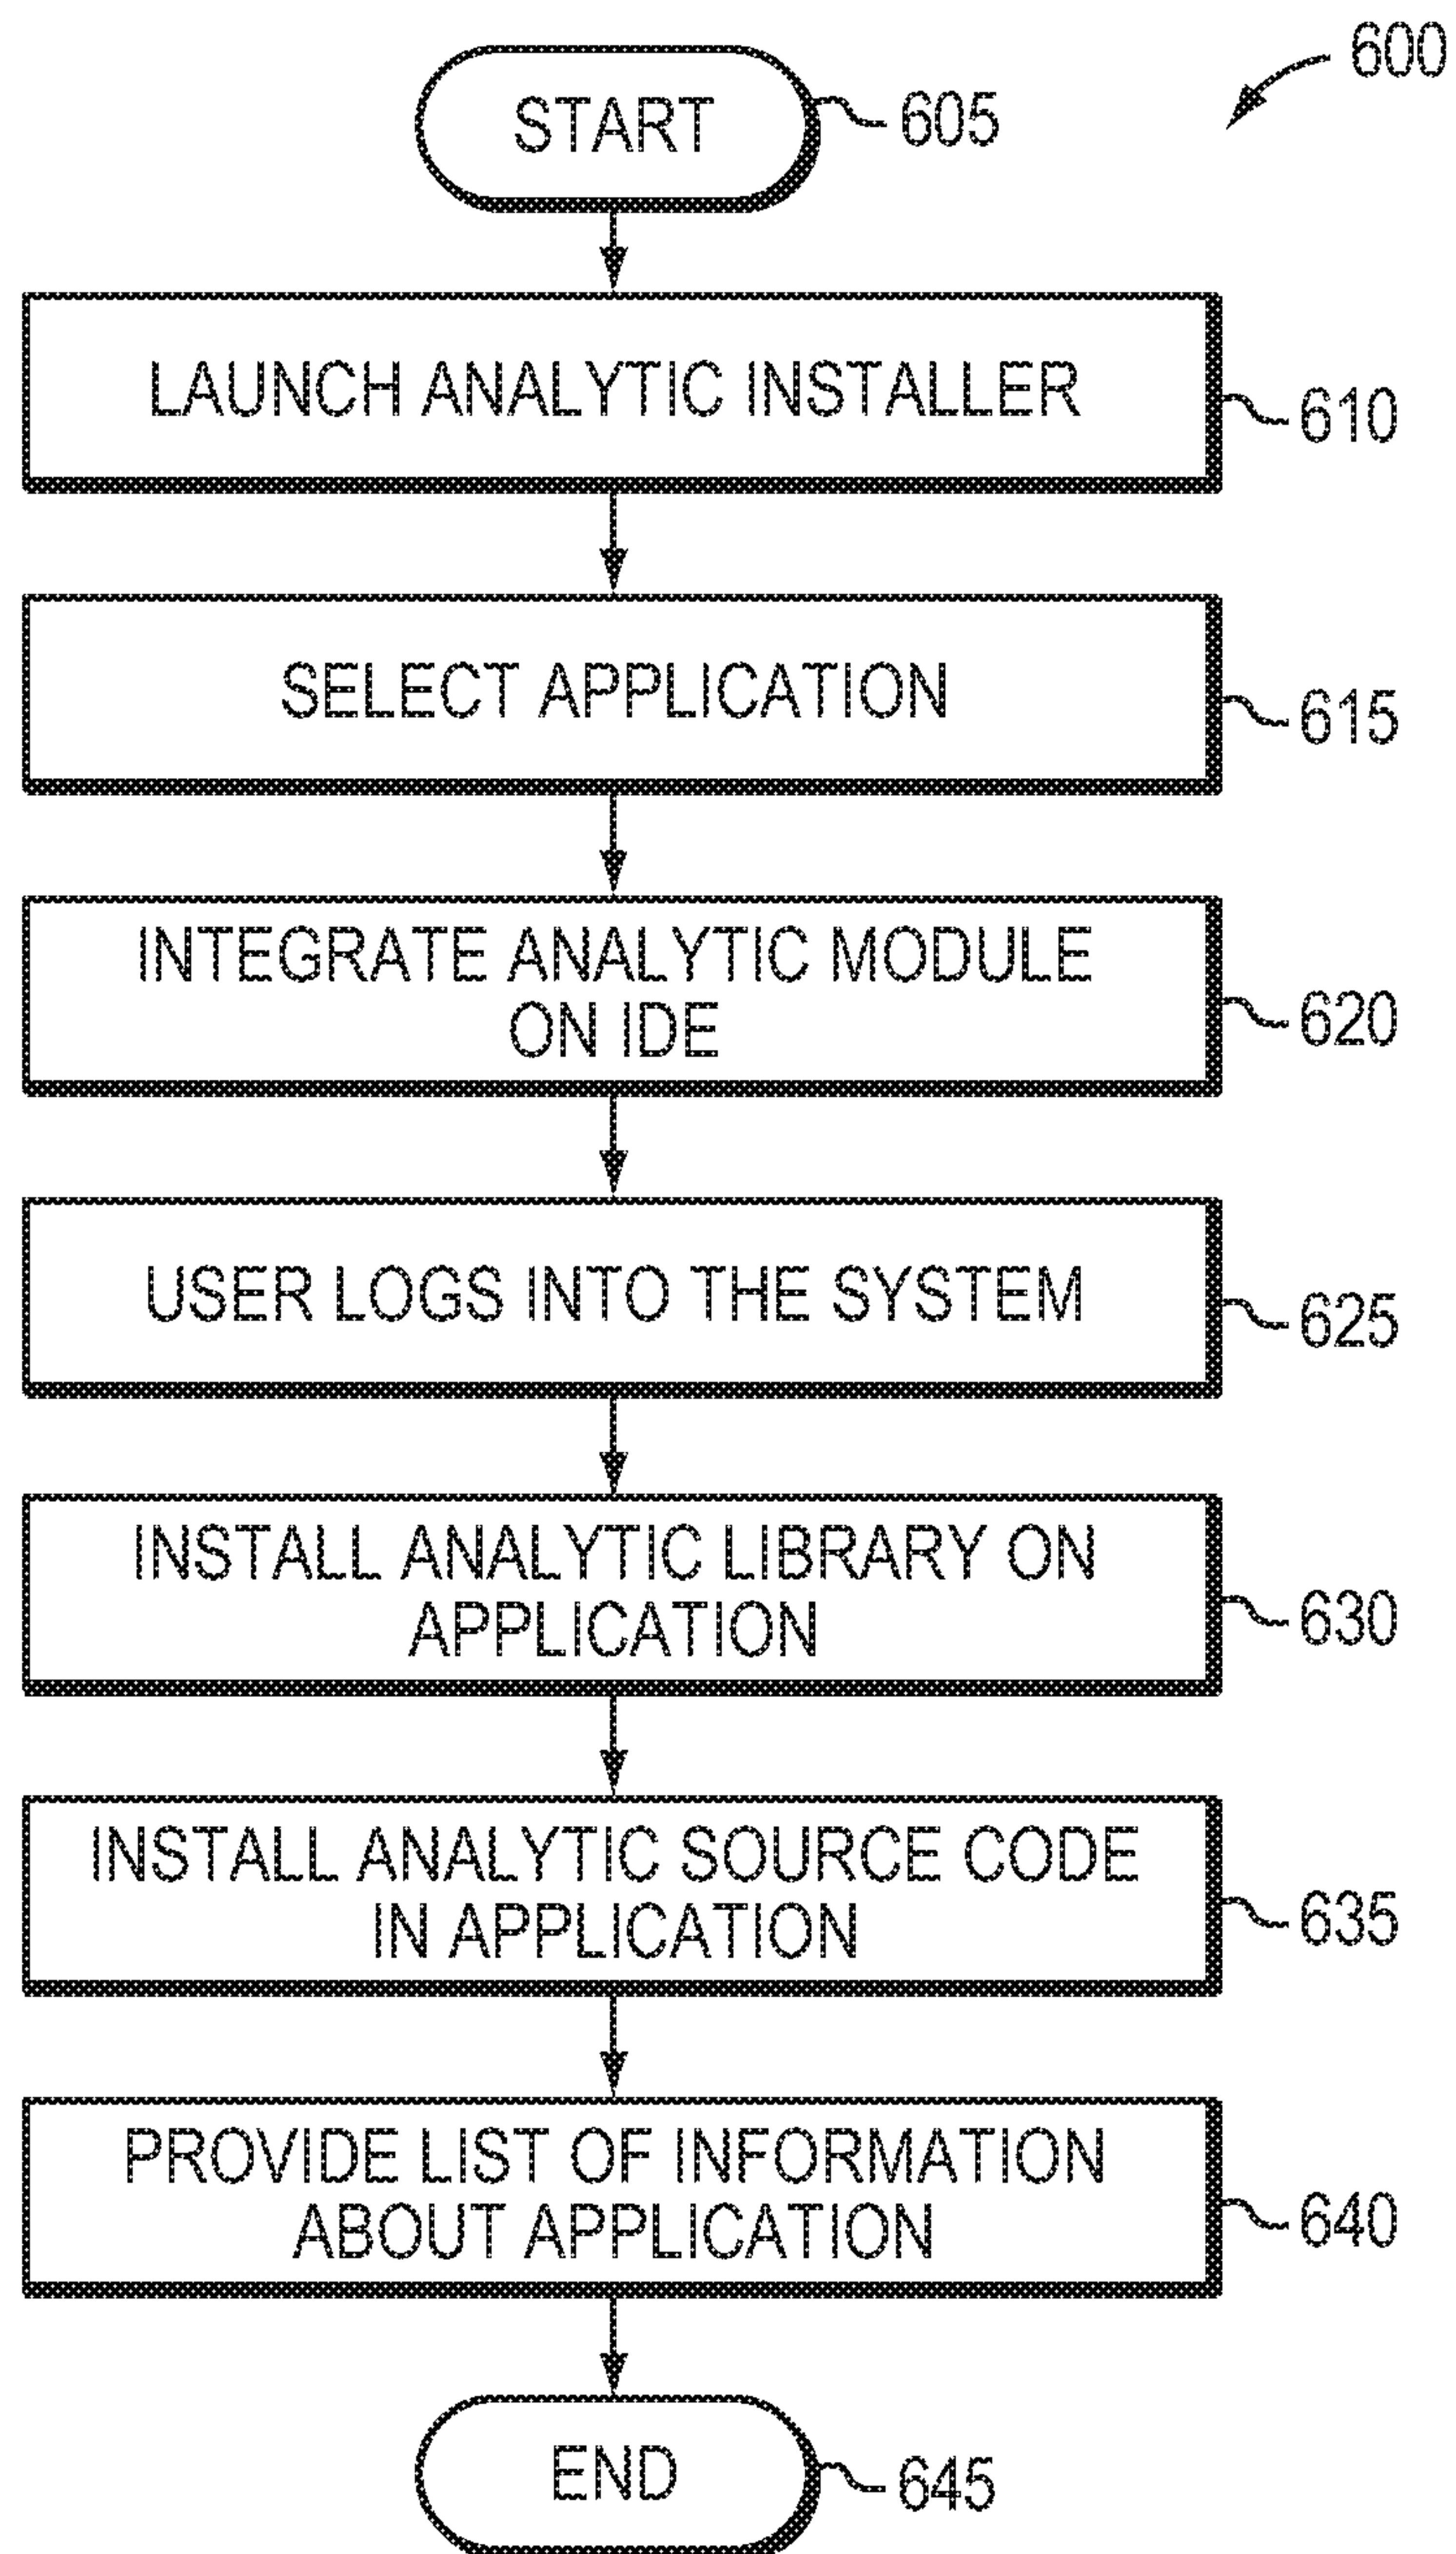 600
START
605
LAUNCH ANALYTIC INSTALLER
610
SELECT APPLICATION
615
INTEGRATE ANALYTIC MODULE
ON IDE
620
USER LOGS INTO THE SYSTEM
625
INSTALL ANALYTIC LIBRARY ON
APPLICATION
630
INSTALL ANALYTIC SOURCE CODE
IN APPLICATION
635
PROVIDE LIST OF INFORMATION
ABOUT APPLICATION
640
END
645